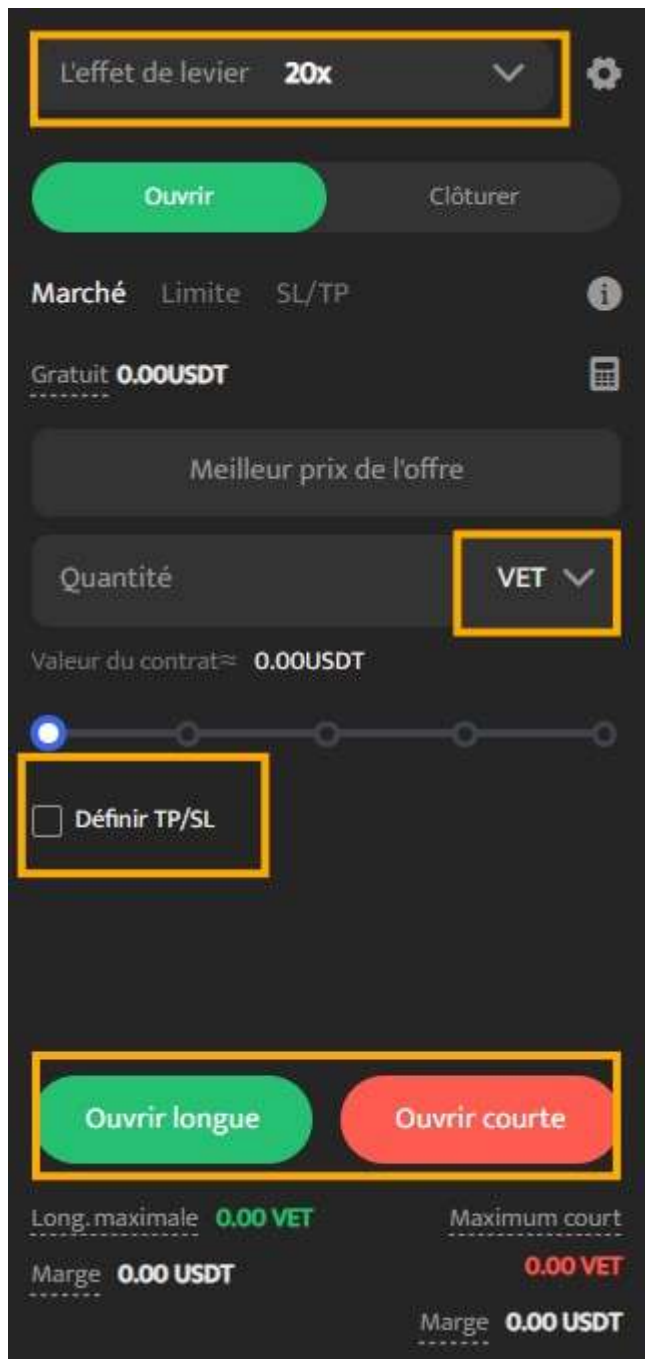 L'effet de levier 20x
Ouvrir Clôturer
Marché Limite SL/TP
Gratuit 0.00USDT
Meilleur prix de l'offre
Quantité VET
Valeur du contrat≈ 0.00USDT
Définir TP/SL
Ouvrir longue Ouvrir courte
Long. maximale 0.00 VET Maximum court
Marge 0.00 USDT 0.00 VET
Marge 0.00 USDT